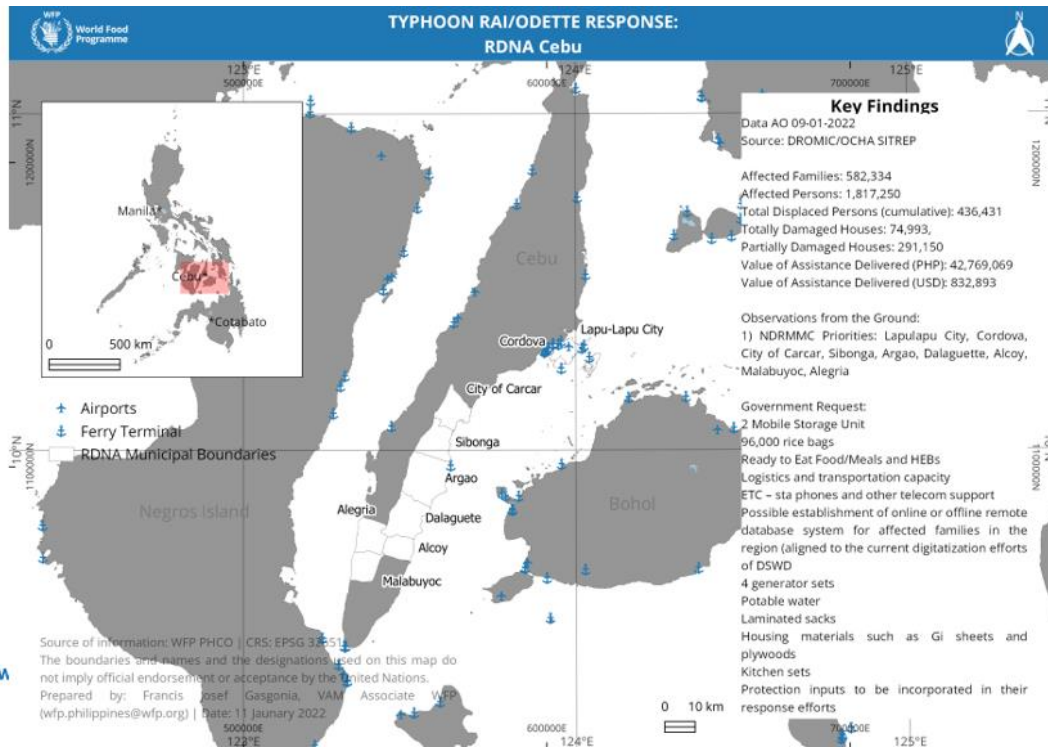 WFP
World Food
Programme
TYPHOON RAI/ODETTE RESPONSE:
RDNA Cebu
N
123°E
500000E
124°E
600000E
700000E
125°E
11°N
1200000N
1200000N
Manila*
Cebu*
*Cotabato
0 500 km
Airports
Ferry Terminal
RDNA Municipal Boundaries
10°N
1100000N
1100000N
Negros Island
Cebu
Bohol
Lapu-Lapu City
Cordova
City of Carcar
Sibonga
Argao
Alegria
Dalaguete
Alcoy
Malabuyoc
Key Findings
Data AO 09-01-2022
Source: DROMIC/OCHA SITREP
Affected Families: 582,334
Affected Persons: 1,817,250
Total Displaced Persons (cumulative): 436,431
Totally Damaged Houses: 74,993,
Partially Damaged Houses: 291,150
Value of Assistance Delivered (PHP): 42,769,069
Value of Assistance Delivered (USD): 832,893
Observations from the Ground:
1) NDRMMC Priorities: Lapulapu City, Cordova,
City of Carcar, Sibonga, Argao, Dalaguette, Alcoy,
Malabuyoc, Alegria
Government Request:
2 Mobile Storage Unit
96,000 rice bags
Ready to Eat Food/Meals and HEBs
Logistics and transportation capacity
ETC – sta phones and other telecom support
Possible establishment of online or offline remote
database system for affected families in the
region (aligned to the current digitatization efforts
of DSWD
4 generator sets
Potable water
Laminated sacks
Housing materials such as Gi sheets and
plywoods
Kitchen sets
Protection inputs to be incorporated in their
response efforts
Source of information: WFP PHCO | CRS: EPSG 32651
The boundaries and names and the designations used on this map do
not imply official endorsement or acceptance by the United Nations.
Prepared by: Francis Josef Gasgonia, VAM Associate WFP
(wfp.philippines@wfp.org) | Date: 11 Jaunary 2022
0 10 km
500000E
123°E
600000E
124°E
700000E
125°E